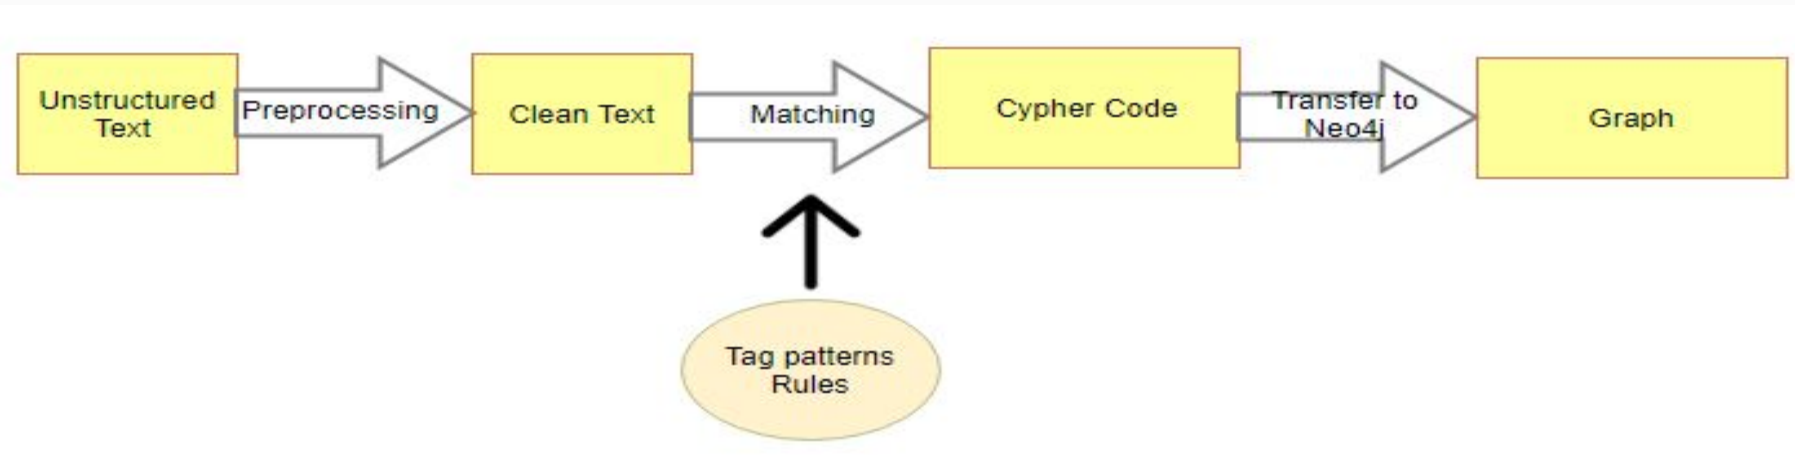 Unstructured
Text
Preprocessing
Clean Text
Matching
Cypher Code
Transfer to
Neo4j
Graph
Tag patterns
Rules